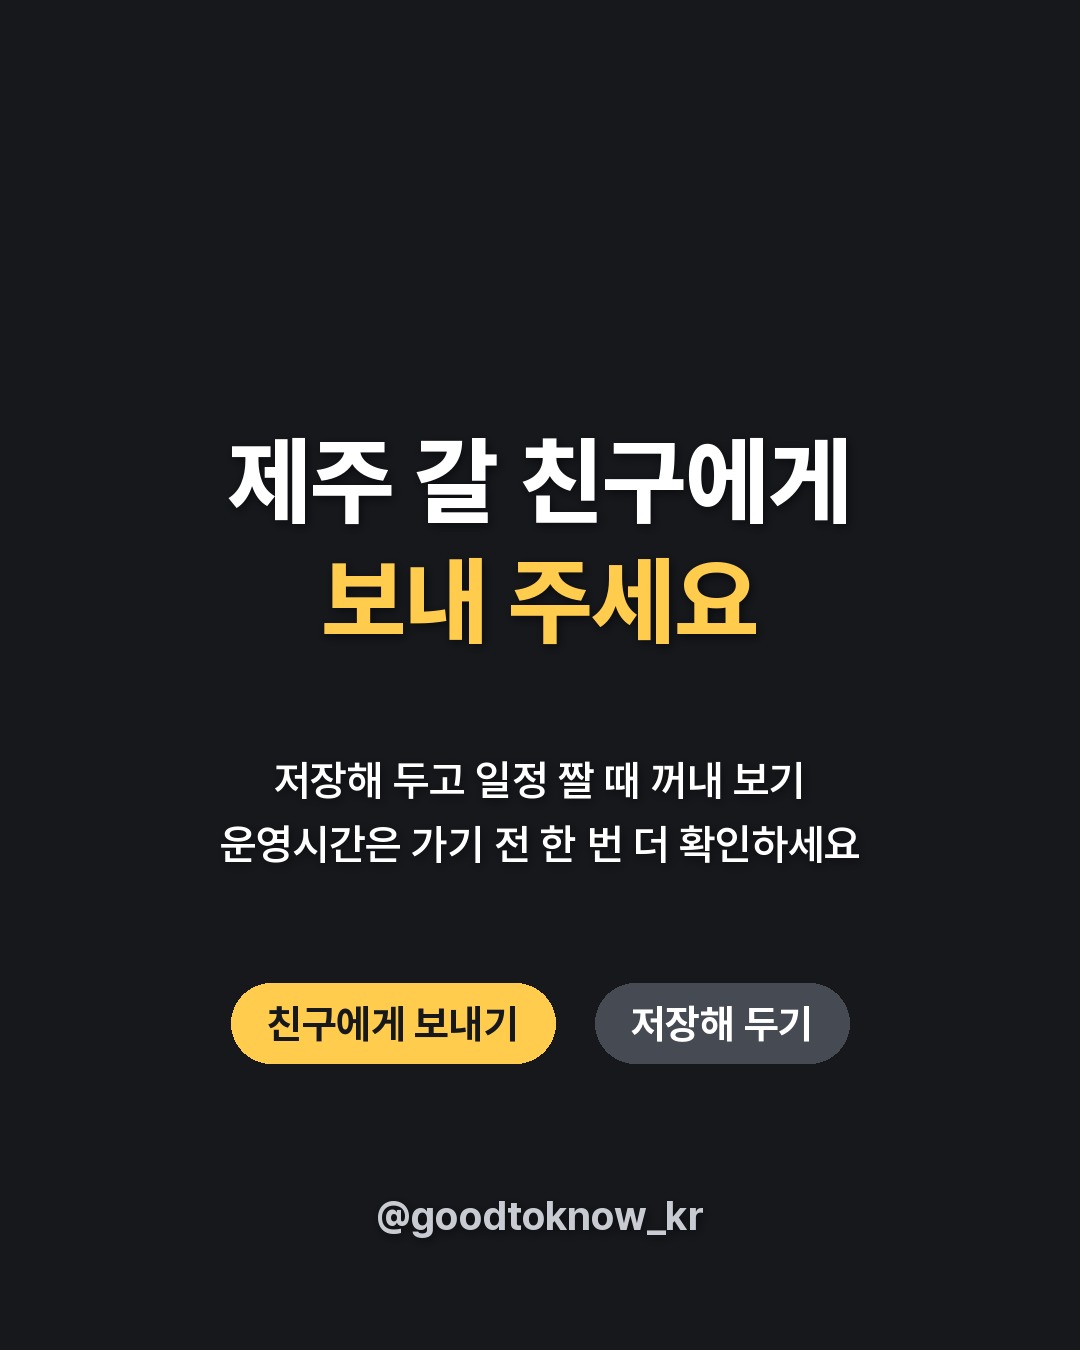 제주 갈 친구에게
보내 주세요
저장해 두고 일정 짤 때 꺼내 보기
운영시간은 가기 전 한 번 더 확인하세요
친구에게 보내기 저장해 두기
@goodtoknow_kr